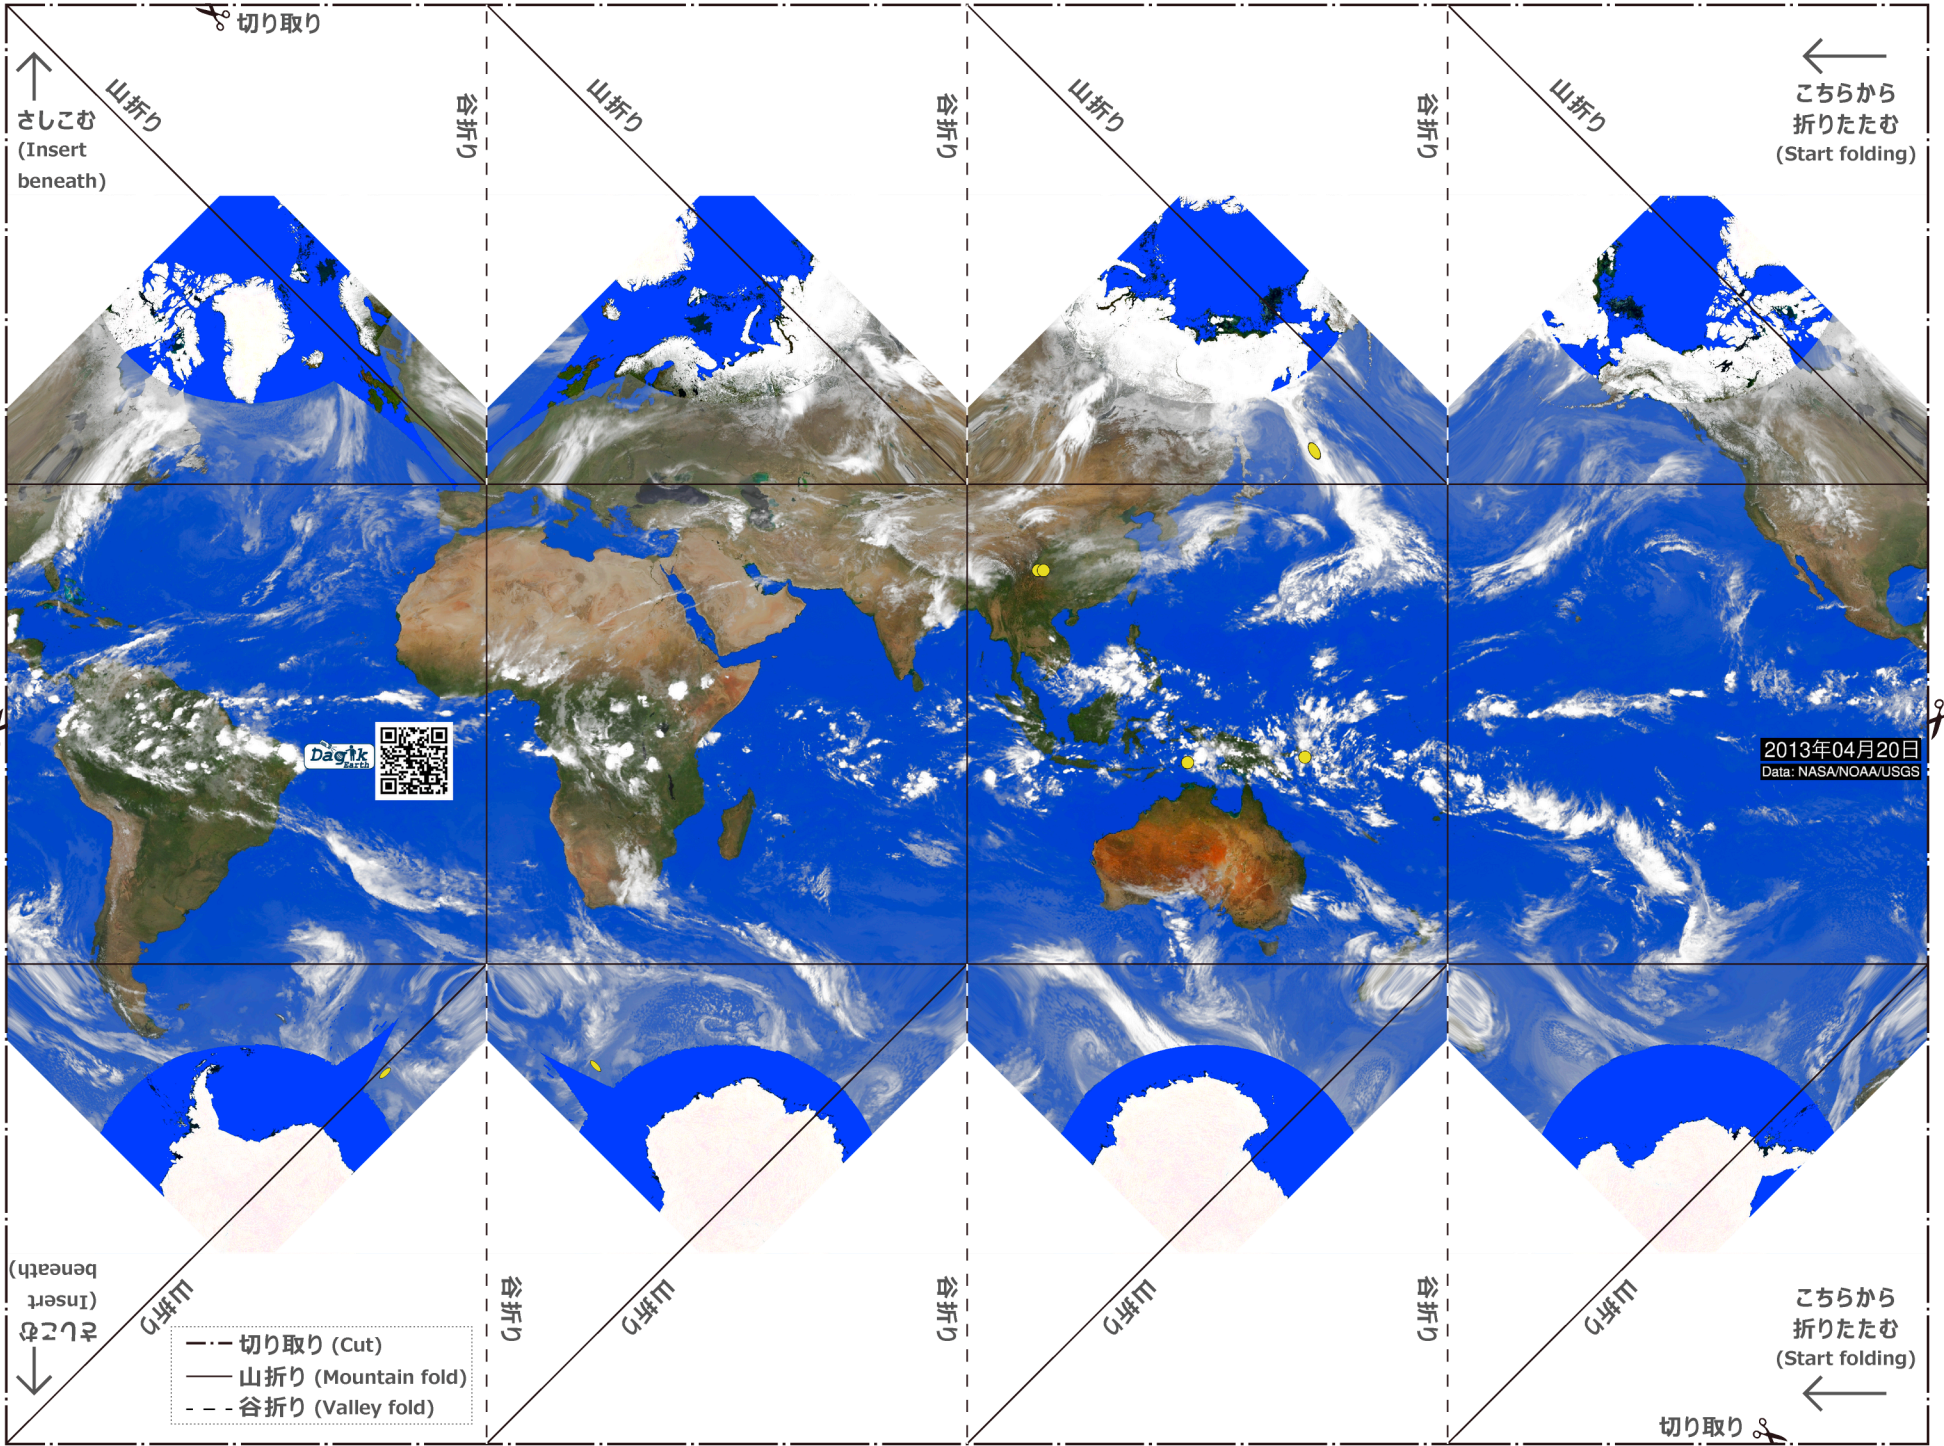 切り取り
山折り
谷折り
山折り
谷折り
山折り
谷折り
山折り
さしこむ
(Insert
beneath)
こちらから
折りたたむ
(Start folding)
Dagik
Earth
2013年04月20日
Data: NASA/NOAA/USGS
さしこむ
(Insert
beneath)
山折り
谷折り
山折り
谷折り
山折り
谷折り
山折り
切り取り (Cut)
山折り (Mountain fold)
谷折り (Valley fold)
こちらから
折りたたむ
(Start folding)
切り取り